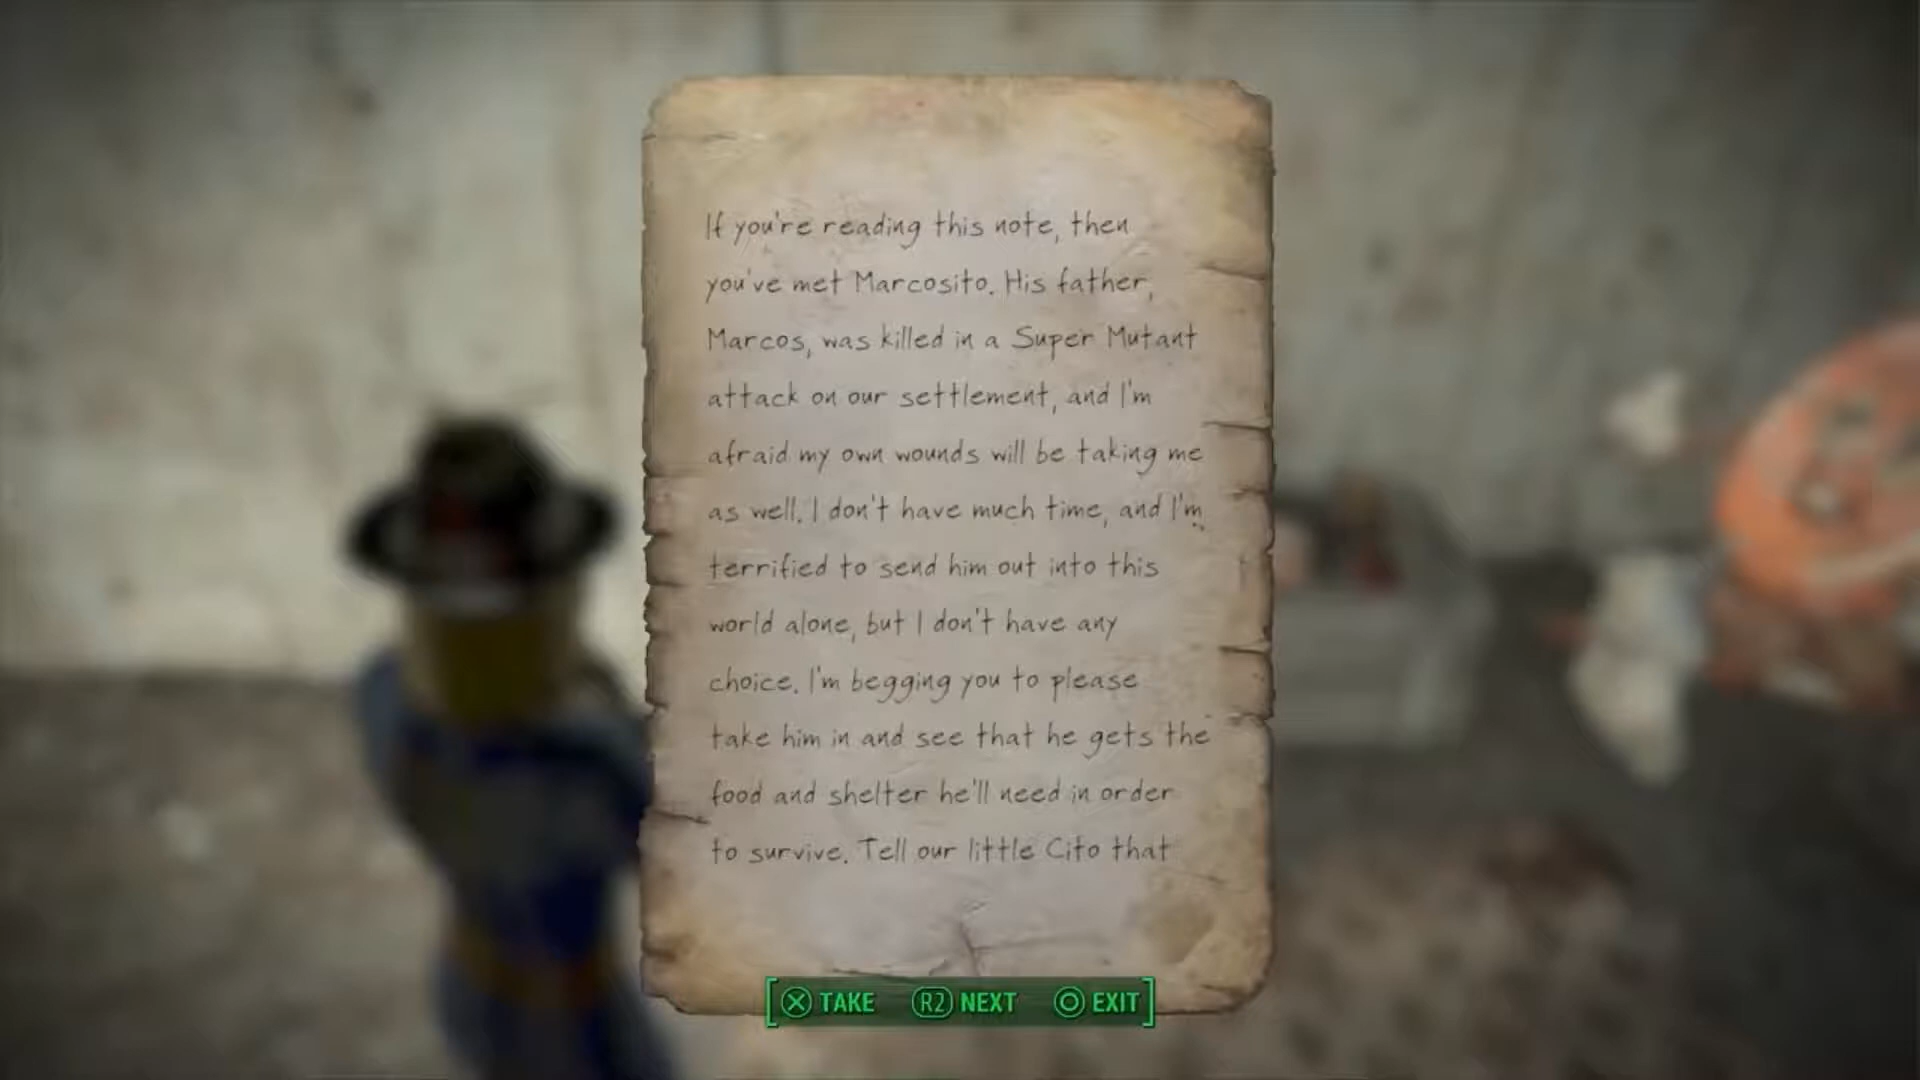 If you're reading this note, then
you've met Marcosito. His father,
Marcos, was killed in a Super Mutant
attack on our settlement, and I'm
afraid my own wounds will be taking me
as well. I don't have much time, and I'm
terrified to send him out into this
world alone, but I don't have any
choice. I'm begging you to please
take him in and see that he gets the
food and shelter he'll need in order
to survive. Tell our little Cito that
TAKE R2 NEXT EXIT